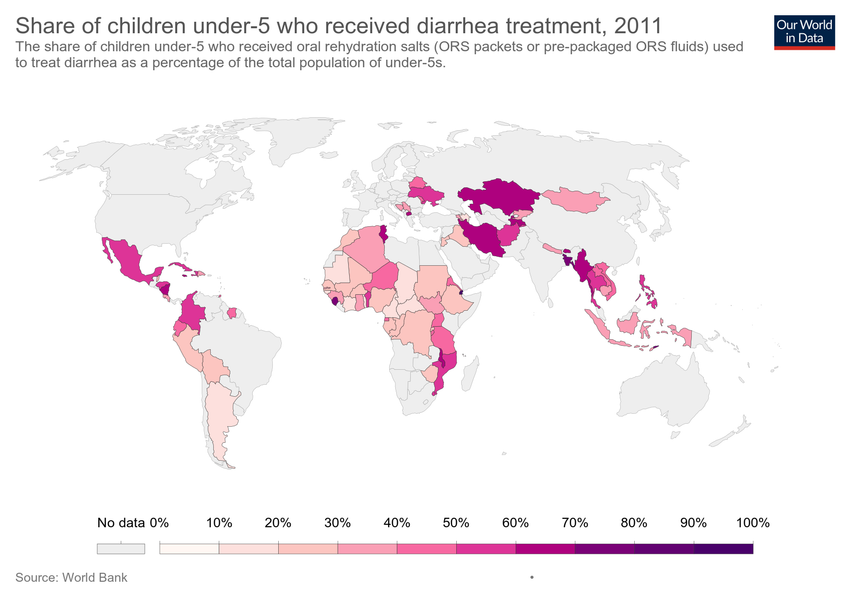 Share of children under-5 who received diarrhea treatment, 2011
Our World
in Data
The share of children under-5 who received oral rehydration salts (ORS packets or pre-packaged ORS fluids) used
to treat diarrhea as a percentage of the total population of under-5s.
No data 0% 10% 20% 30% 40% 50% 60% 70% 80% 90% 100%
Source: World Bank